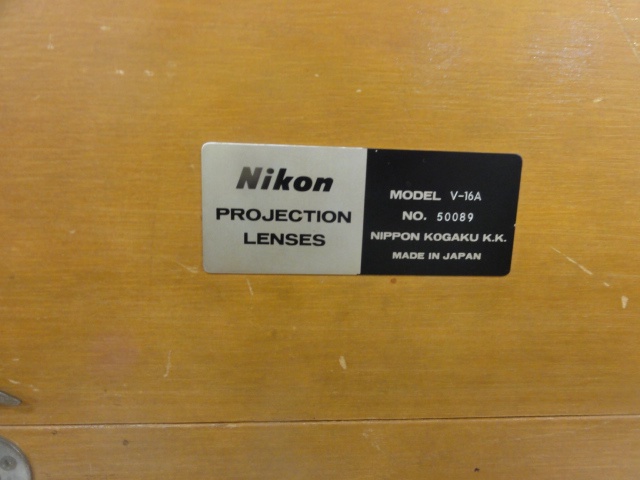 Nikon
PROJECTION
LENSES
MODEL V-16A
NO. 50089
NIPPON KOGAKU K.K.
MADE IN JAPAN